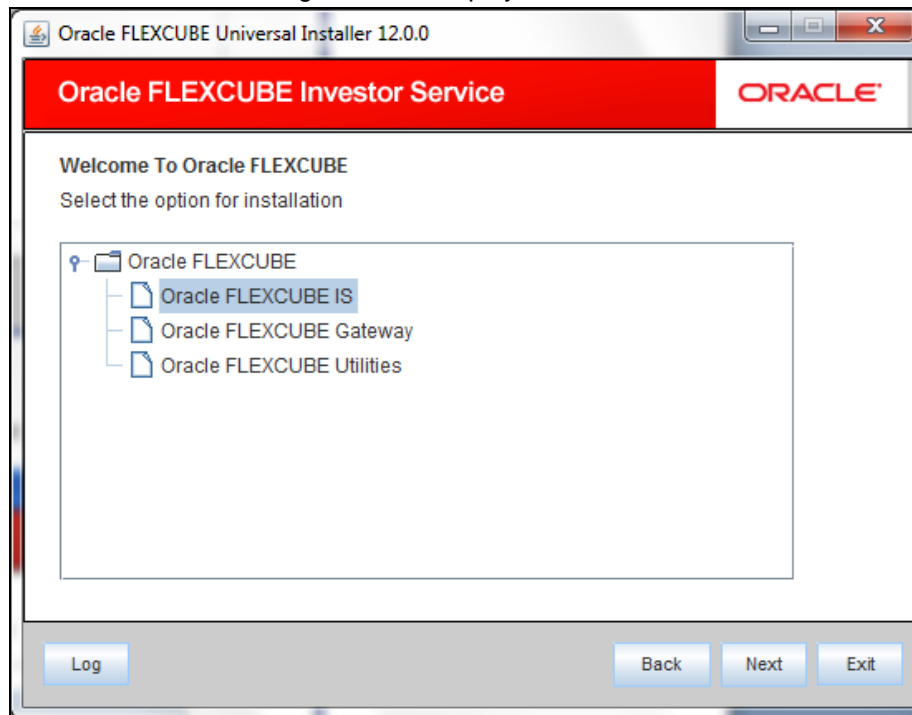 Oracle FLEXCUBE Universal Installer 12.0.0
Oracle FLEXCUBE Investor Service
ORACLE
Welcome To Oracle FLEXCUBE
Select the option for installation
Oracle FLEXCUBE
Oracle FLEXCUBE IS
Oracle FLEXCUBE Gateway
Oracle FLEXCUBE Utilities
Log
Back
Next
Exit